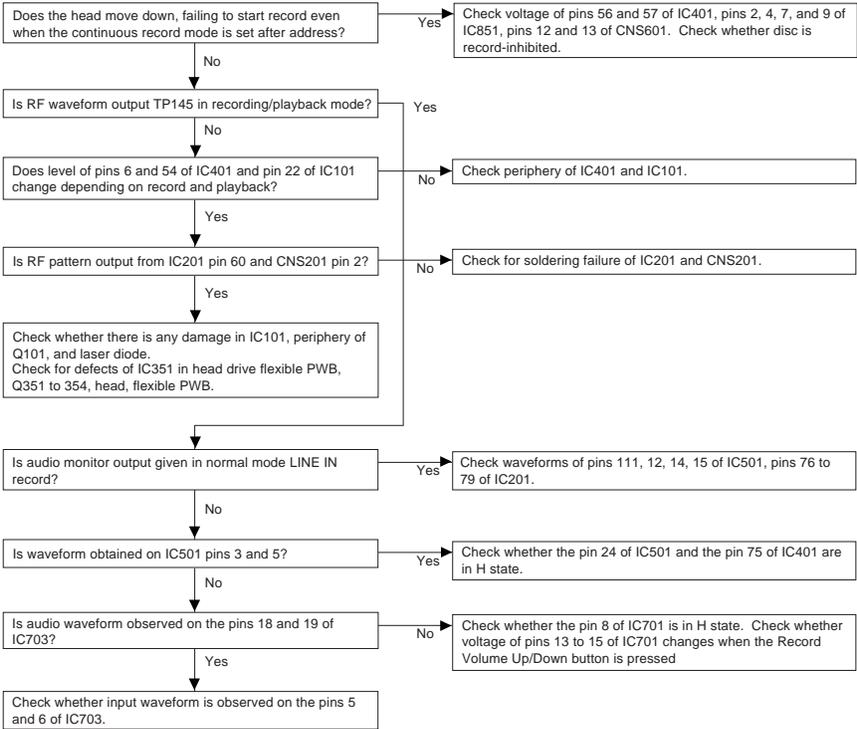 Does the head move down, failing to start record even
when the continuous record mode is set after address?
Yes
Check voltage of pins 56 and 57 of IC401, pins 2, 4, 7, and 9 of
IC851, pins 12 and 13 of CNS601. Check whether disc is
record-inhibited.
No
Is RF waveform output TP145 in recording/playback mode?
Yes
No
Does level of pins 6 and 54 of IC401 and pin 22 of IC101
change depending on record and playback?
No
Check periphery of IC401 and IC101.
Yes
Is RF pattern output from IC201 pin 60 and CNS201 pin 2?
No
Check for soldering failure of IC201 and CNS201.
Yes
Check whether there is any damage in IC101, periphery of
Q101, and laser diode.
Check for defects of IC351 in head drive flexible PWB,
Q351 to 354, head, flexible PWB.
Is audio monitor output given in normal mode LINE IN
record?
Yes
Check waveforms of pins 111, 12, 14, 15 of IC501, pins 76 to
79 of IC201.
No
Is waveform obtained on IC501 pins 3 and 5?
Yes
Check whether the pin 24 of IC501 and the pin 75 of IC401 are
in H state.
No
Is audio waveform observed on the pins 18 and 19 of
IC703?
No
Check whether the pin 8 of IC701 is in H state. Check whether
voltage of pins 13 to 15 of IC701 changes when the Record
Volume Up/Down button is pressed
Yes
Check whether input waveform is observed on the pins 5
and 6 of IC703.